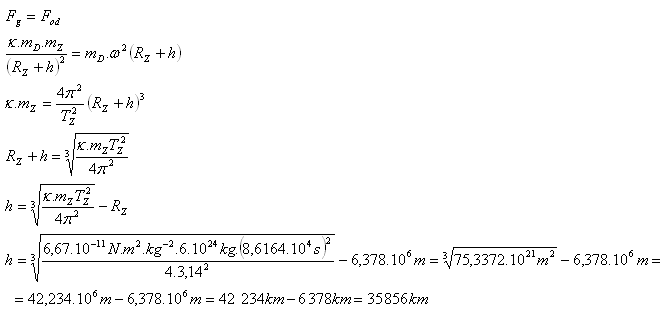 F_g = F_od
κ.m_D.m_Z / (R_Z + h)^2 = m_D.ω^2 (R_Z + h)
κ.m_Z = 4π^2 / T_Z^2 (R_Z + h)^3
R_Z + h = ∛(κ.m_Z T_Z^2 / 4π^2)
h = ∛(κ.m_Z T_Z^2 / 4π^2) − R_Z
h = ∛(6,67.10^−11 N.m^2.kg^−2.6.10^24 kg.(8,6164.10^4 s)^2 / 4.3,14^2) − 6,378.10^6 m = ∛(75,3372.10^21 m^2) − 6,378.10^6 m =
= 42,234.10^6 m − 6,378.10^6 m = 42 234km − 6 378km = 35 856km